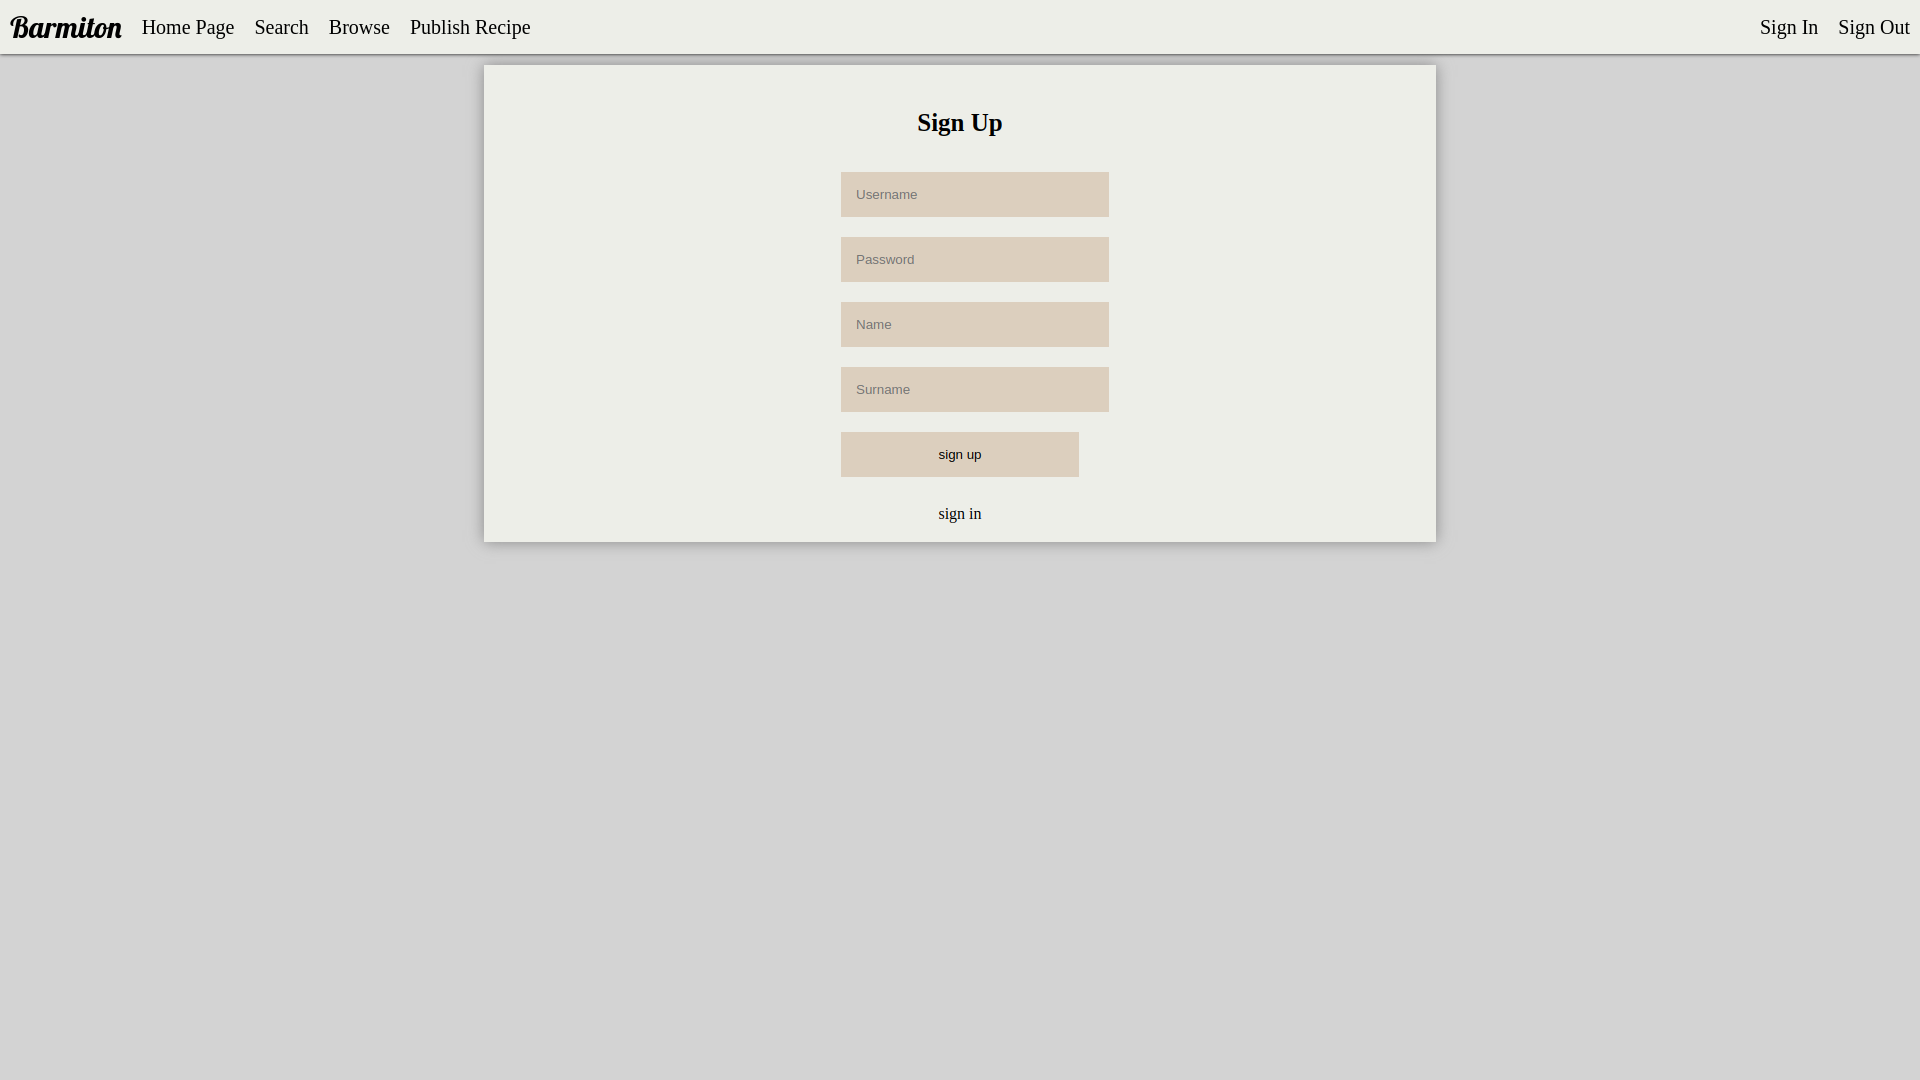 Barmiton Home Page Search Browse Publish Recipe Sign In Sign Out
Sign Up
Username
Password
Name
Surname
sign up
sign in